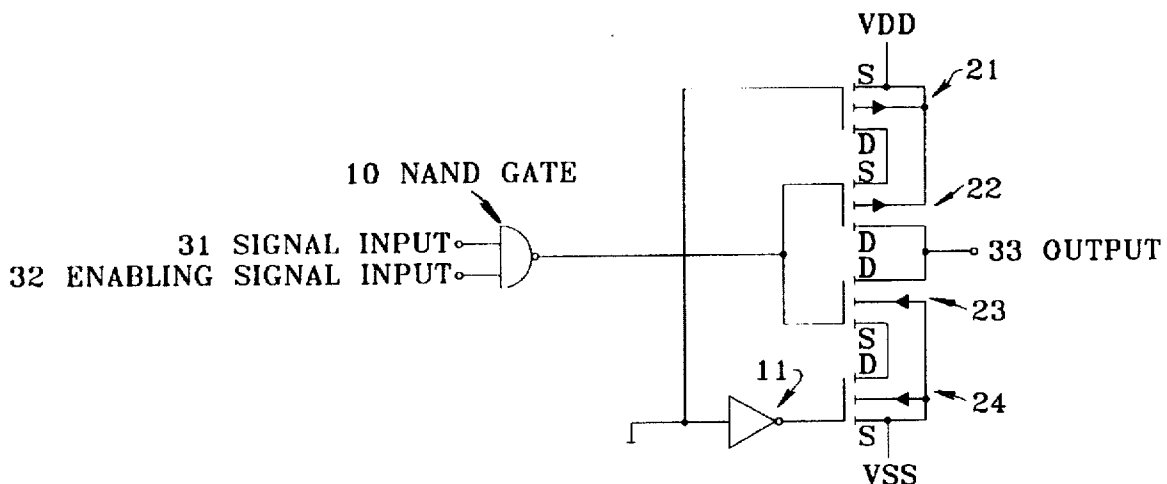 VDD
S
21
D
S
10 NAND GATE
22
31 SIGNAL INPUT
D
33 OUTPUT
32 ENABLING SIGNAL INPUT
D
23
S
D
11
24
S
VSS